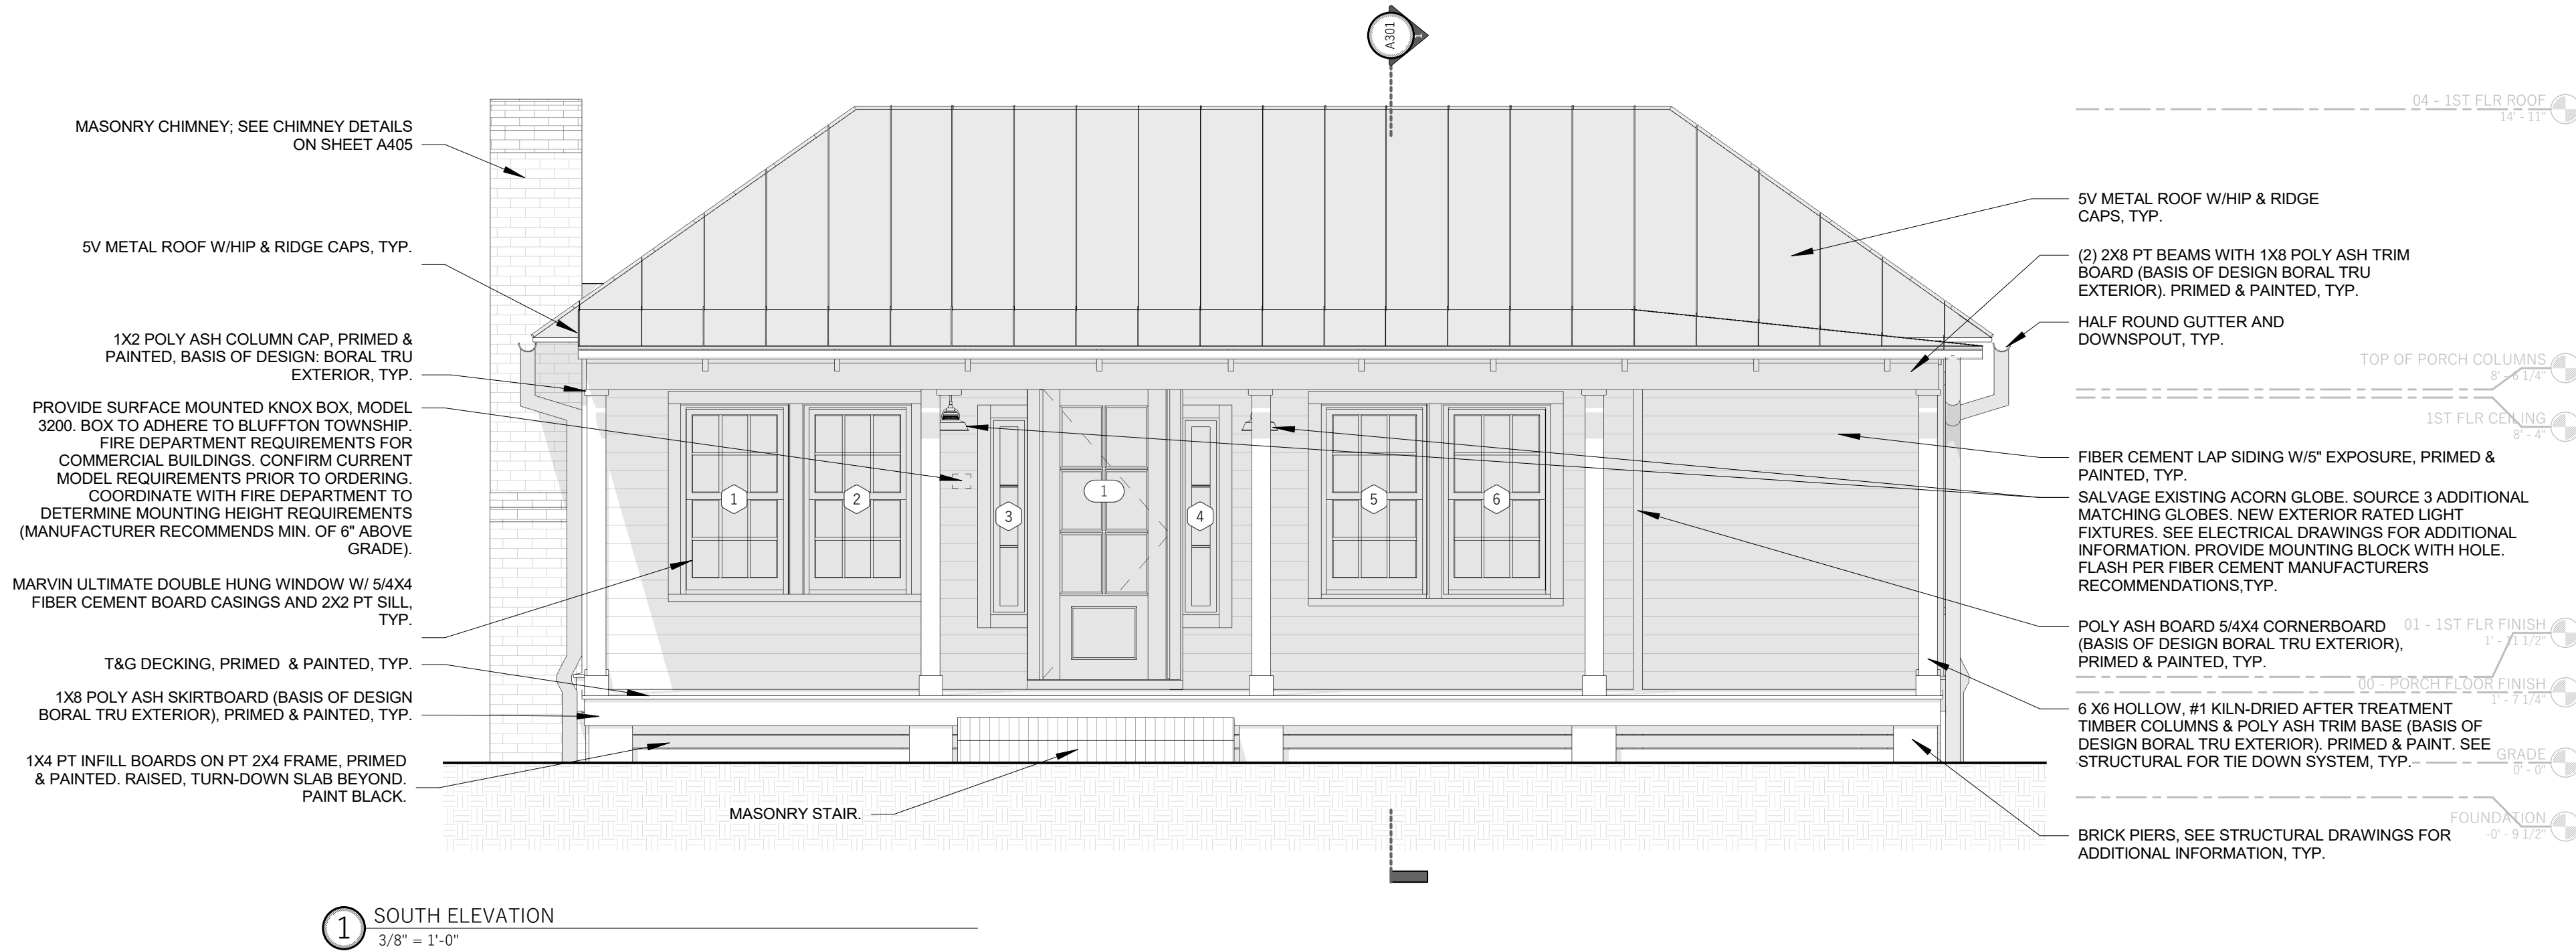 A301
1
MASONRY CHIMNEY; SEE CHIMNEY DETAILS
ON SHEET A405
5V METAL ROOF W/HIP & RIDGE CAPS, TYP.
1X2 POLY ASH COLUMN CAP, PRIMED &
PAINTED, BASIS OF DESIGN: BORAL TRU
EXTERIOR, TYP.
PROVIDE SURFACE MOUNTED KNOX BOX, MODEL
3200. BOX TO ADHERE TO BLUFFTON TOWNSHIP.
FIRE DEPARTMENT REQUIREMENTS FOR
COMMERCIAL BUILDINGS. CONFIRM CURRENT
MODEL REQUIREMENTS PRIOR TO ORDERING.
COORDINATE WITH FIRE DEPARTMENT TO
DETERMINE MOUNTING HEIGHT REQUIREMENTS
(MANUFACTURER RECOMMENDS MIN. OF 6" ABOVE
GRADE).
MARVIN ULTIMATE DOUBLE HUNG WINDOW W/ 5/4X4
FIBER CEMENT BOARD CASINGS AND 2X2 PT SILL,
TYP.
T&G DECKING, PRIMED & PAINTED, TYP.
1X8 POLY ASH SKIRTBOARD (BASIS OF DESIGN
BORAL TRU EXTERIOR), PRIMED & PAINTED, TYP.
1X4 PT INFILL BOARDS ON PT 2X4 FRAME, PRIMED
& PAINTED. RAISED, TURN-DOWN SLAB BEYOND.
PAINT BLACK.
MASONRY STAIR.
1
2
3
1
4
5
6
5V METAL ROOF W/HIP & RIDGE
CAPS, TYP.
(2) 2X8 PT BEAMS WITH 1X8 POLY ASH TRIM
BOARD (BASIS OF DESIGN BORAL TRU
EXTERIOR). PRIMED & PAINTED, TYP.
HALF ROUND GUTTER AND
DOWNSPOUT, TYP.
FIBER CEMENT LAP SIDING W/5" EXPOSURE, PRIMED &
PAINTED, TYP.
SALVAGE EXISTING ACORN GLOBE. SOURCE 3 ADDITIONAL
MATCHING GLOBES. NEW EXTERIOR RATED LIGHT
FIXTURES. SEE ELECTRICAL DRAWINGS FOR ADDITIONAL
INFORMATION. PROVIDE MOUNTING BLOCK WITH HOLE.
FLASH PER FIBER CEMENT MANUFACTURERS
RECOMMENDATIONS,TYP.
POLY ASH BOARD 5/4X4 CORNERBOARD
(BASIS OF DESIGN BORAL TRU EXTERIOR),
PRIMED & PAINTED, TYP.
6 X6 HOLLOW, #1 KILN-DRIED AFTER TREATMENT
TIMBER COLUMNS & POLY ASH TRIM BASE (BASIS OF
DESIGN BORAL TRU EXTERIOR). PRIMED & PAINT. SEE
STRUCTURAL FOR TIE DOWN SYSTEM, TYP.
BRICK PIERS, SEE STRUCTURAL DRAWINGS FOR
ADDITIONAL INFORMATION, TYP.
04 - 1ST FLR ROOF
14' - 11"
TOP OF PORCH COLUMNS
8' - 6 1/4"
1ST FLR CEILING
8' - 4"
01 - 1ST FLR FINISH
1' - 11 1/2"
00 - PORCH FLOOR FINISH
1' - 7 1/4"
GRADE
0' - 0"
FOUNDATION
-0' - 9 1/2"
1
SOUTH ELEVATION
3/8" = 1'-0"